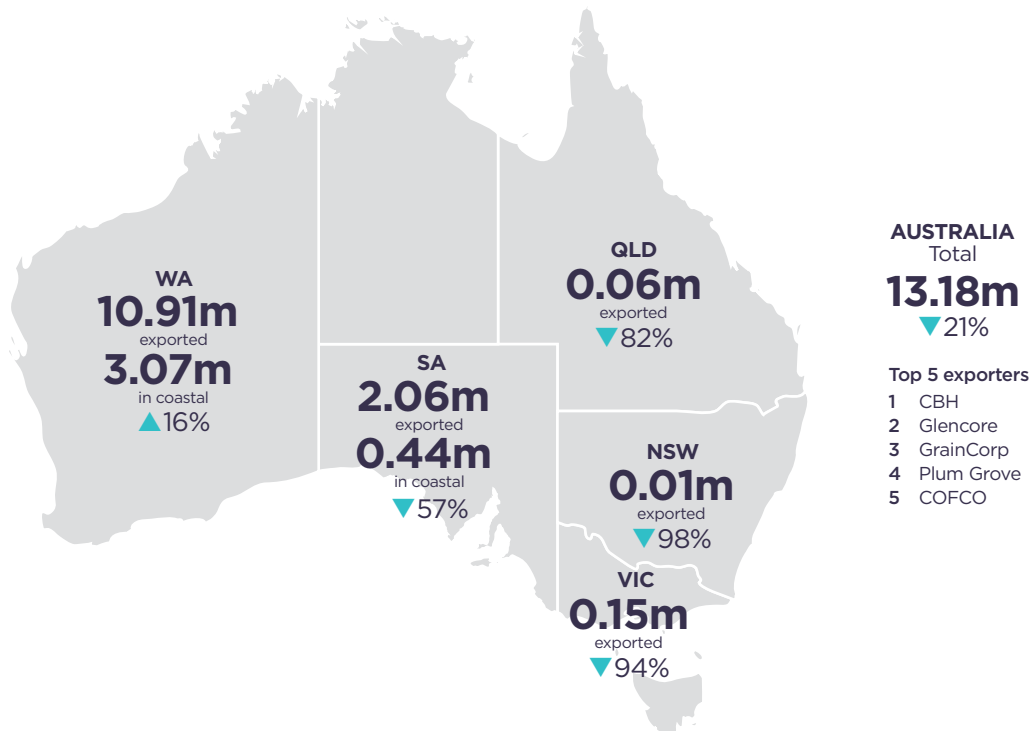 WA
10.91m
exported
3.07m
in coastal
▲16%
SA
2.06m
exported
0.44m
in coastal
▼57%
QLD
0.06m
exported
▼82%
NSW
0.01m
exported
▼98%
VIC
0.15m
exported
▼94%
AUSTRALIA
Total
13.18m
▼21%
Top 5 exporters
1 CBH
2 Glencore
3 GrainCorp
4 Plum Grove
5 COFCO